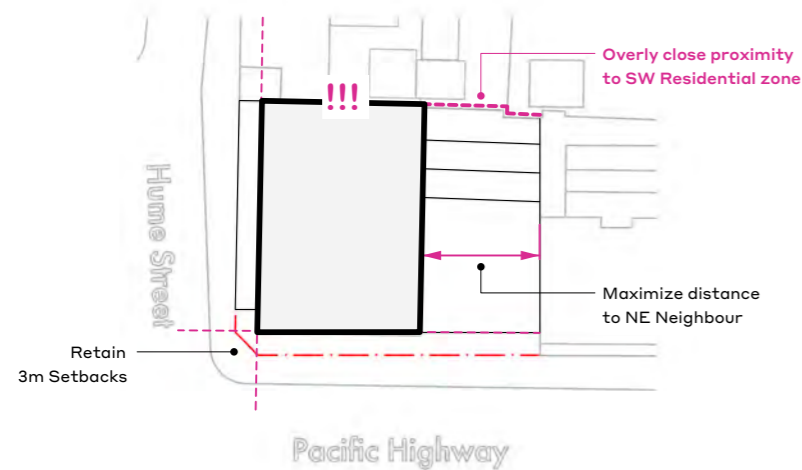 Overly close proximity
to SW Residential zone
!!!
Hume Street
Maximize distance
to NE Neighbour
Retain
3m Setbacks
Pacific Highway